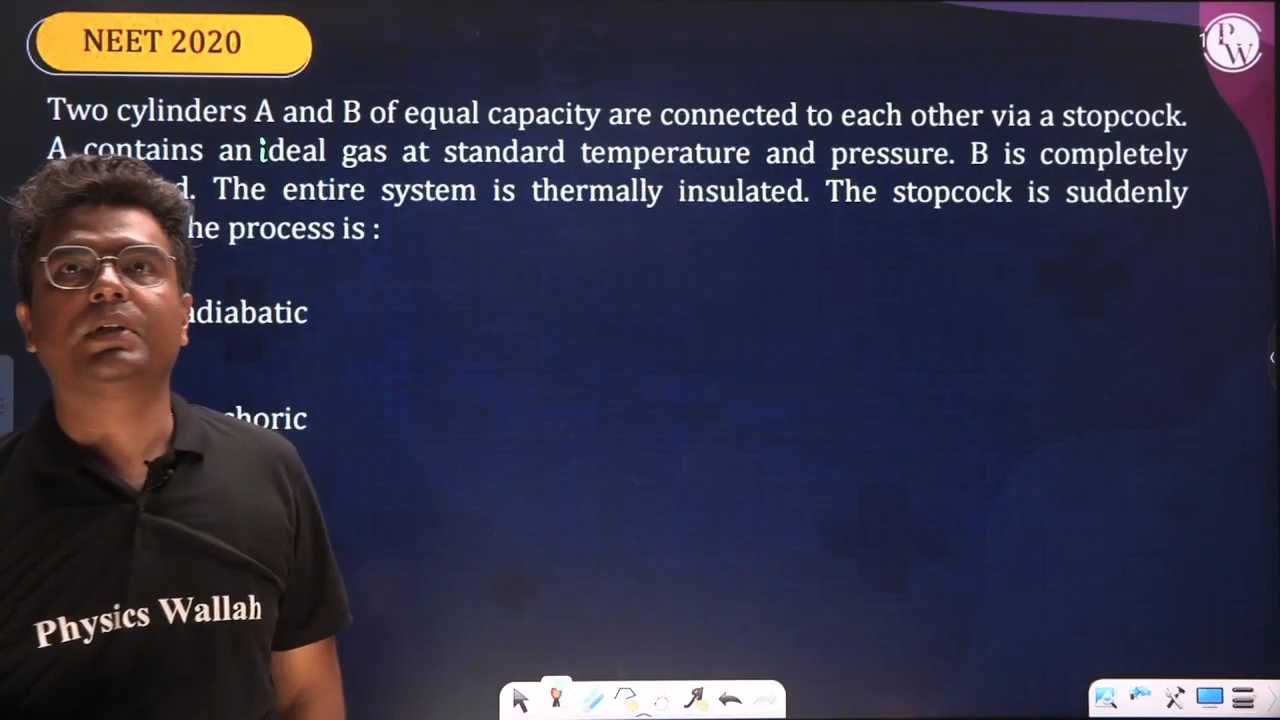 NEET 2020
Two cylinders A and B of equal capacity are connected to each other via a stopcock.
A contains an ideal gas at standard temperature and pressure. B is completely
d. The entire system is thermally insulated. The stopcock is suddenly
he process is :
adiabatic
choric
Physics Wallah
PW